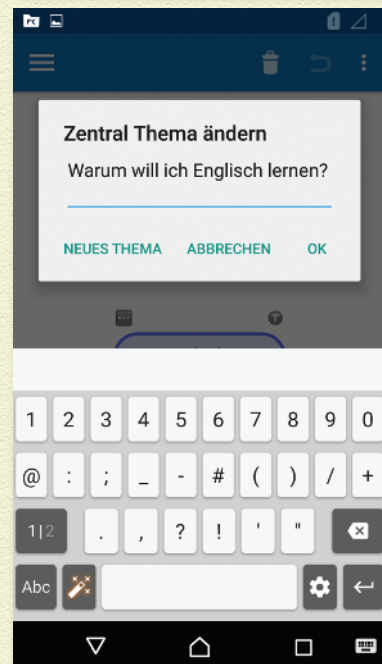 Zentral Thema ändern
Warum will ich Englisch lernen?
NEUES THEMA ABBRECHEN OK
1 2 3 4 5 6 7 8 9 0
@ : ; _ - # ( ) / +
1|2 . , ? ! ' "
Abc